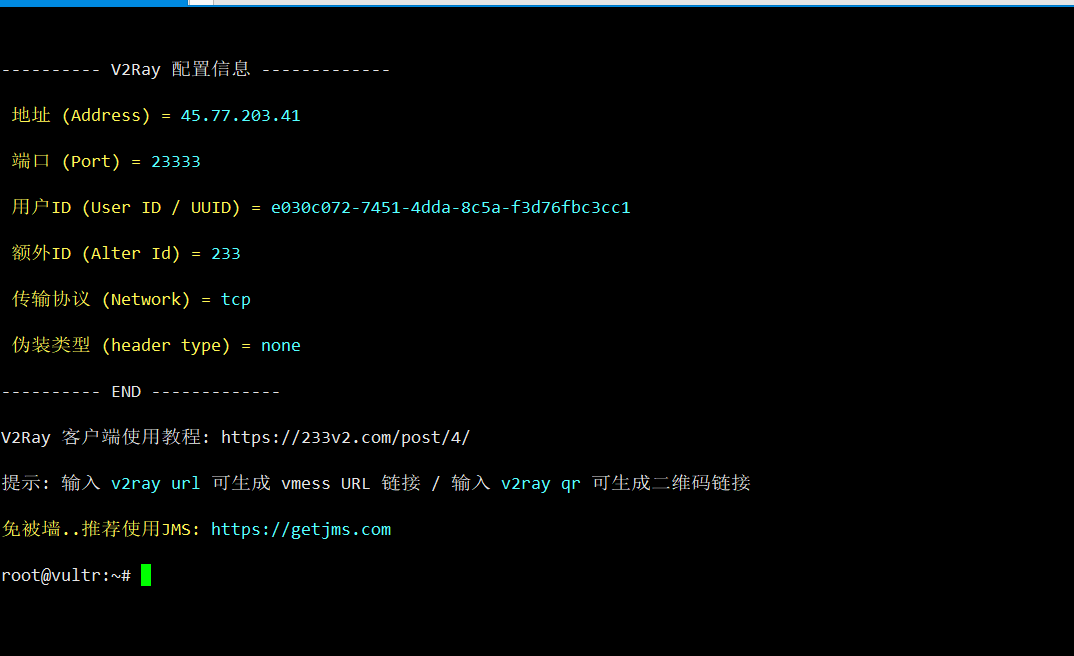 ---------- V2Ray 配置信息 -------------
地址 (Address) = 45.77.203.41
端口 (Port) = 23333
用户ID (User ID / UUID) = e030c072-7451-4dda-8c5a-f3d76fbc3cc1
额外ID (Alter Id) = 233
传输协议 (Network) = tcp
伪装类型 (header type) = none
---------- END -------------
V2Ray 客户端使用教程: https://233v2.com/post/4/
提示: 输入 v2ray url 可生成 vmess URL 链接 / 输入 v2ray qr 可生成二维码链接
免被墙..推荐使用JMS: https://getjms.com
root@vultr:~#